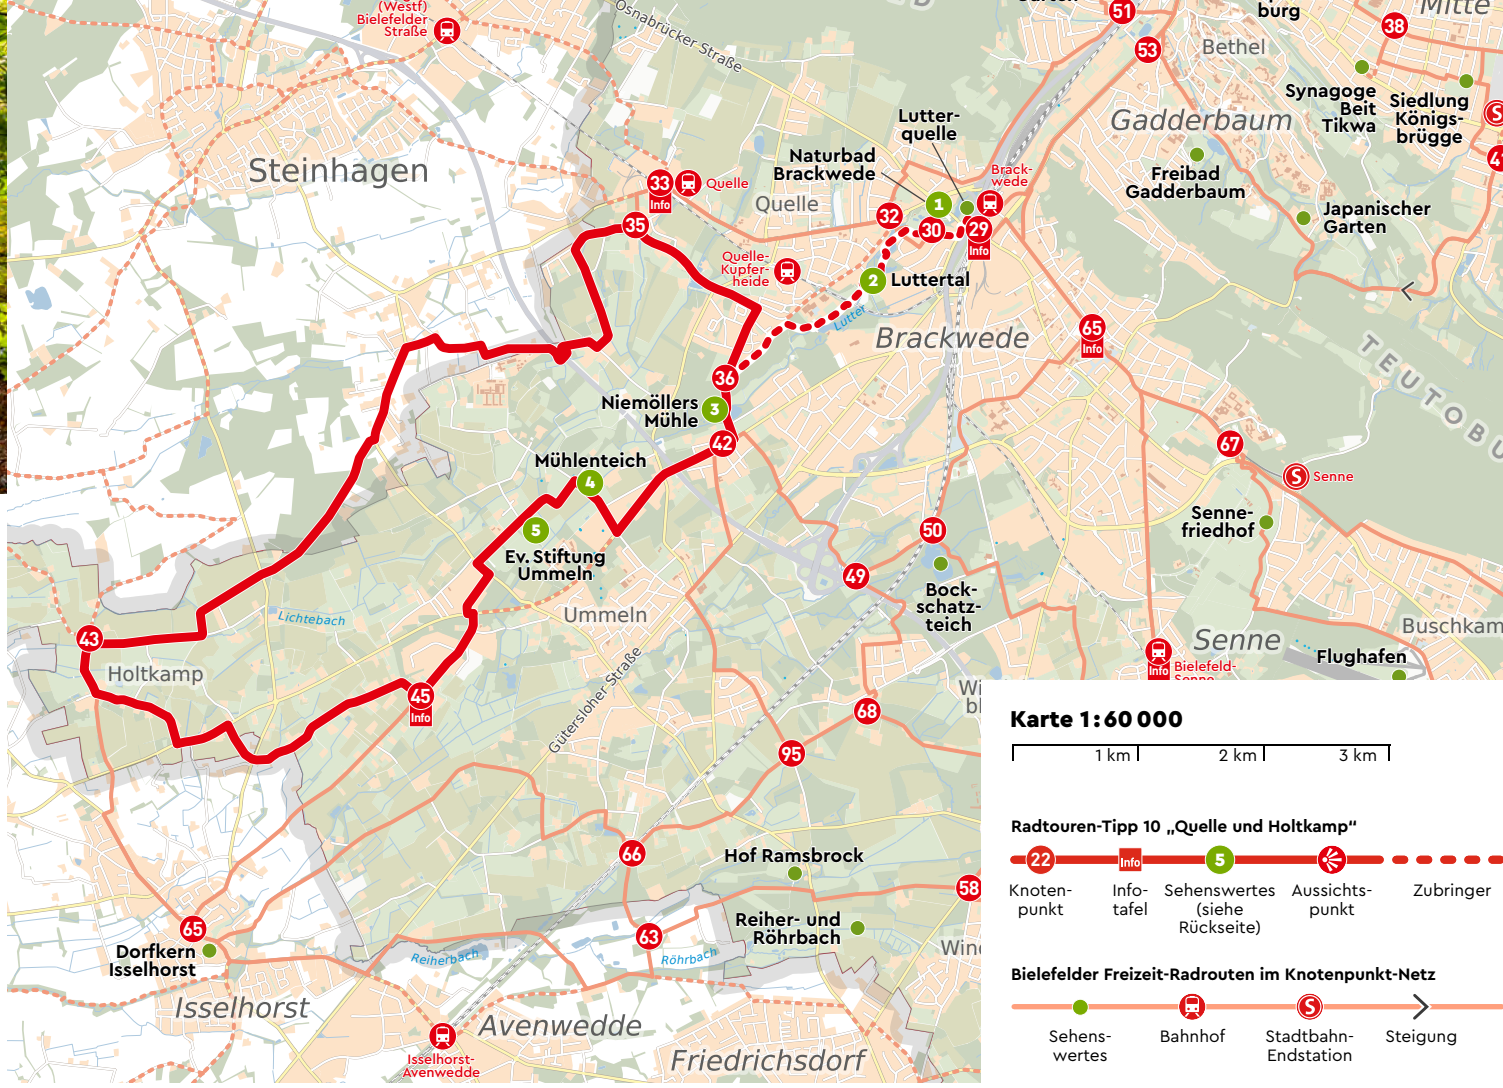 (Westf)
Bielefelder
Straße
Osnabrücker Straße
51
burg
Mitte
38
53
Bethel
Synagoge
Beit
Tikwa
Siedlung
Königs-
brügge
S
Gadderbaum
Lutter-
quelle
Naturbad
Brackwede
Freibad
Gadderbaum
Steinhagen
33
Info
Quelle
Quelle
Brack-
wede
1
32
30
29
Info
Japanischer
Garten
35
Quelle-
Kupfer-
heide
2
Luttertal
Lutter
Brackwede
65
Info
TEUTOBU
36
Niemöllers
Mühle
3
42
67
S
Senne
Mühlenteich
4
5
Ev. Stiftung
Ummeln
50
Senne-
friedhof
49
Bock-
schatz-
teich
Lichtebach
Ummeln
43
Holtkamp
Senne
Buschkam
Flughafen
Info
Bielefeld-
45
Info
Gütersloher Straße
68
95
66
Hof Ramsbrock
58
Reiher- und
Röhrbach
63
65
Dorfkern
Isselhorst
Reiherbach
Röhrbach
Isselhorst
Avenwedde
Isselhorst-
Avenwedde
Friedrichsdorf
Karte 1 : 60 000
1 km
2 km
3 km
Radtouren-Tipp 10 „Quelle und Holtkamp“
22
Info
5
Knoten-
punkt
Info-
tafel
Sehenswertes
(siehe
Rückseite)
Aussichts-
punkt
Zubringer
Bielefelder Freizeit-Radrouten im Knotenpunkt-Netz
S
Sehens-
wertes
Bahnhof
Stadtbahn-
Endstation
Steigung